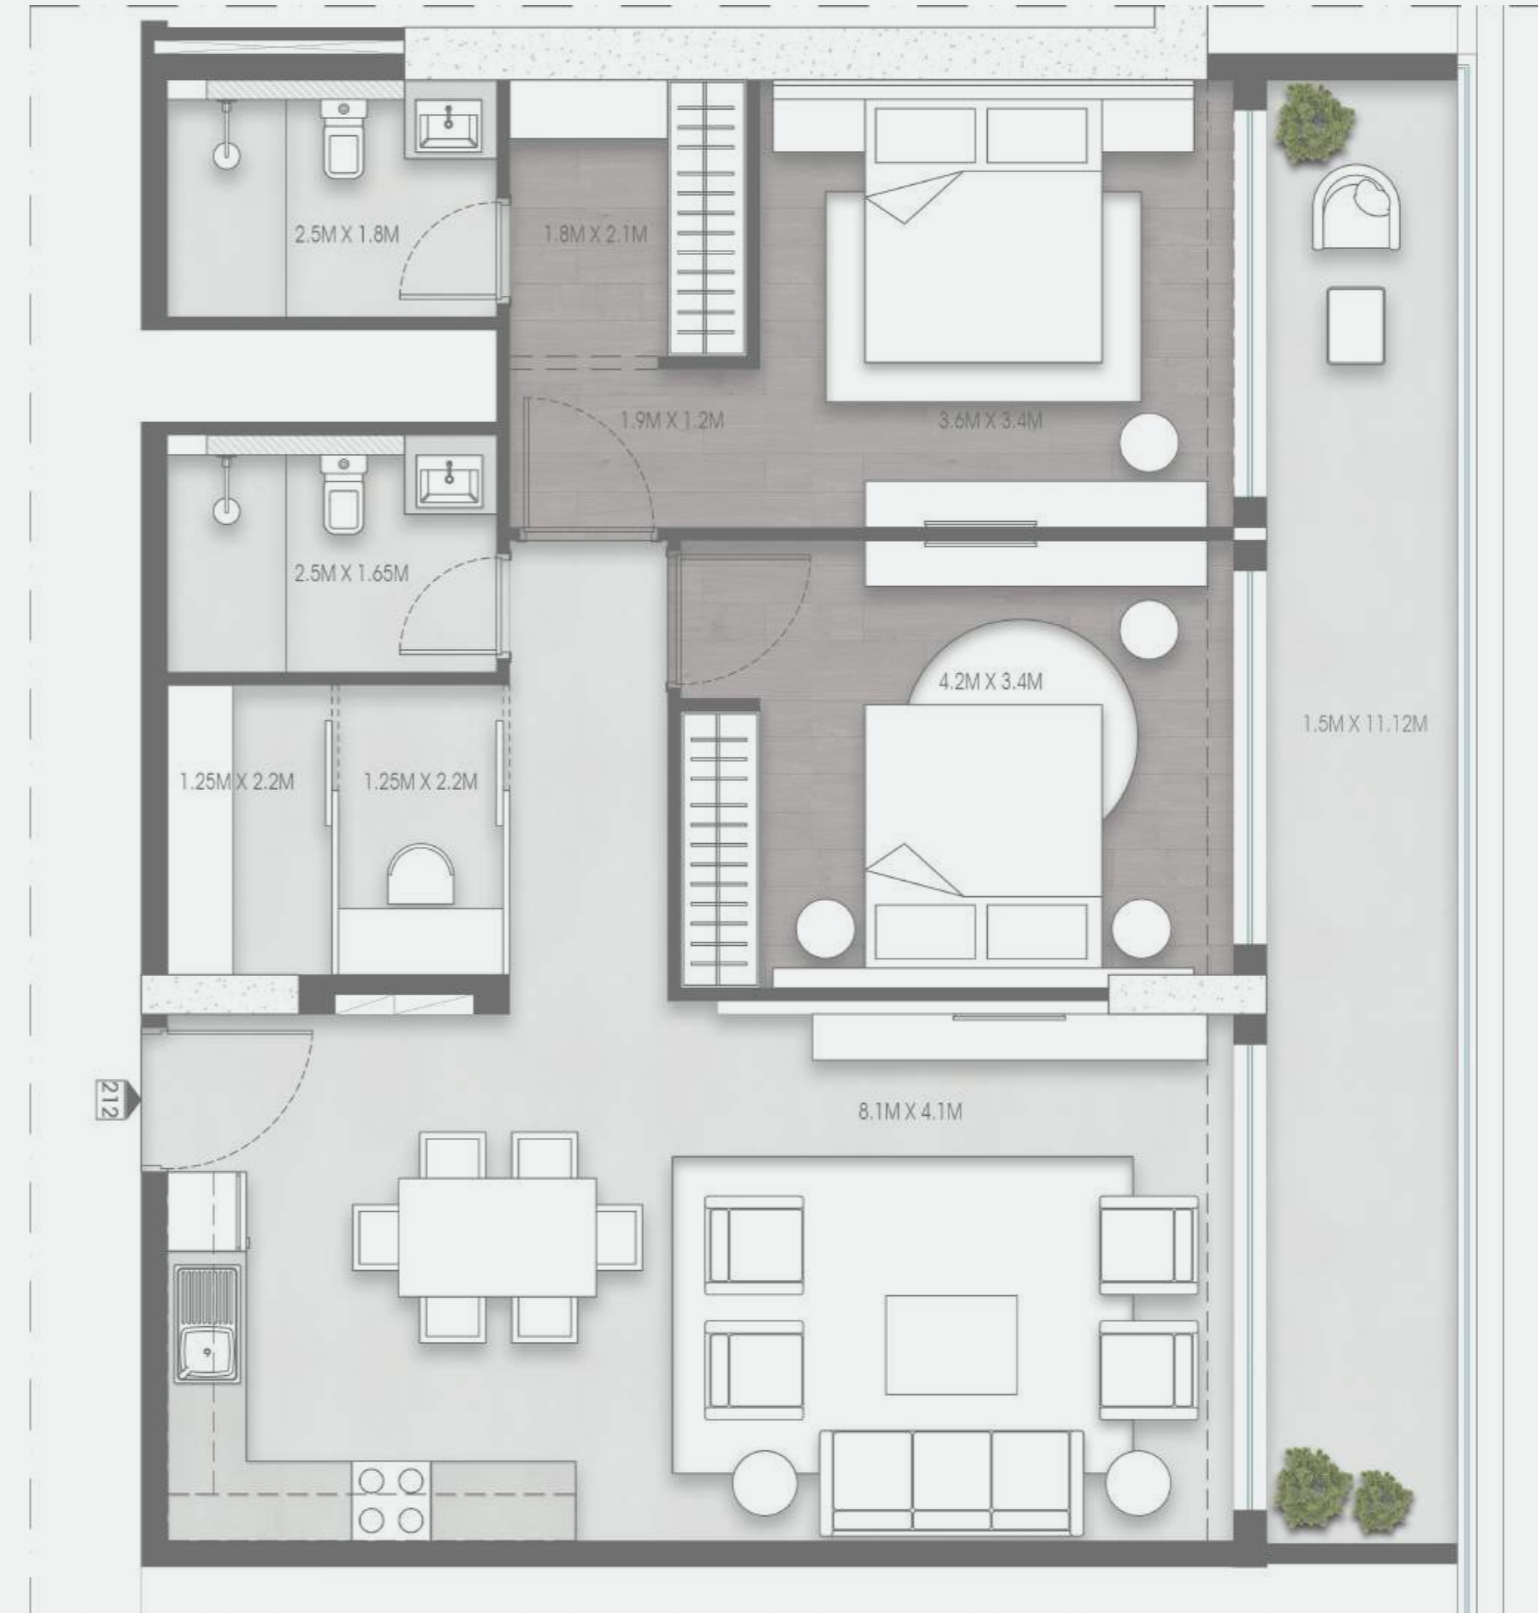 2.5M X 1.8M
1.8M X 2.1M
1.9M X 1.2M
3.6M X 3.4M
2.5M X 1.65M
4.2M X 3.4M
1.5M X 11.12M
1.25M X 2.2M
1.25M X 2.2M
212
8.1M X 4.1M